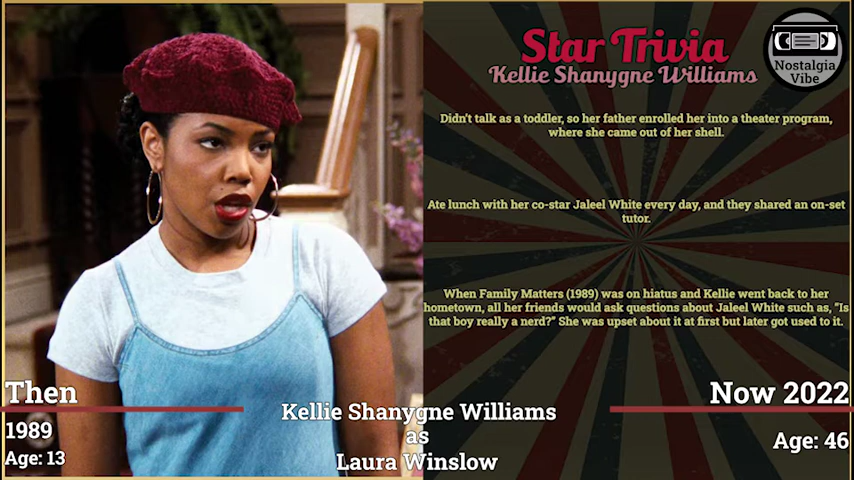 Star Trivia
Kellie Shanygne Williams
Nostalgia
Vibe
Didn't talk as a toddler, so her father enrolled her into a theater program,
where she came out of her shell.
Ate lunch with her co-star Jaleel White every day, and they shared an on-set
tutor.
When Family Matters (1989) was on hiatus and Kellie went back to her
hometown, all her friends would ask questions about Jaleel White such as, "Is
that boy really a nerd?" She was upset about it at first but later got used to it.
Then
1989
Age: 13
Kellie Shanygne Williams
as
Laura Winslow
Now 2022
Age: 46